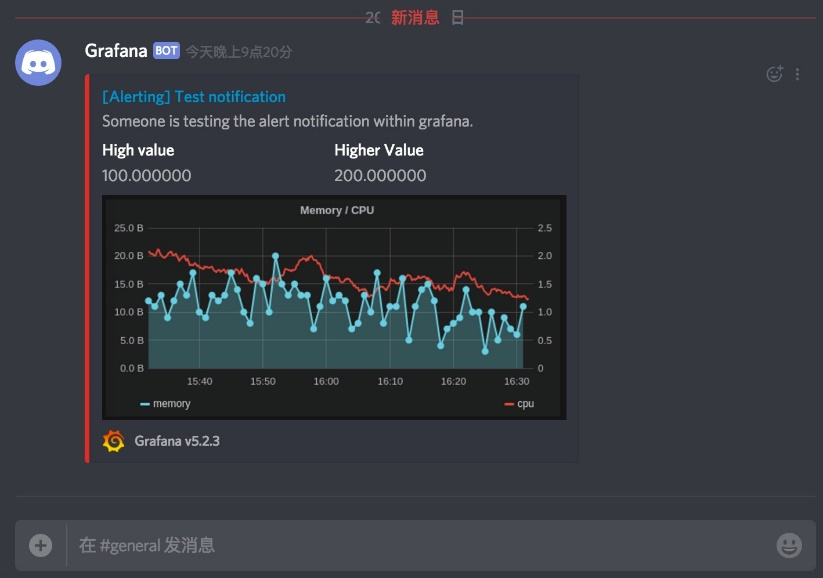 新消息 日
Grafana BOT 今天晚上9点20分
[Alerting] Test notification
Someone is testing the alert notification within grafana.
High value Higher Value
100.000000 200.000000
Memory / CPU
25.0 B 2.5
20.0 B 2.0
15.0 B 1.5
10.0 B 1.0
5.0 B 0.5
0.0 B 0
15:40 15:50 16:00 16:10 16:20 16:30
memory cpu
Grafana v5.2.3
在 #general 发消息